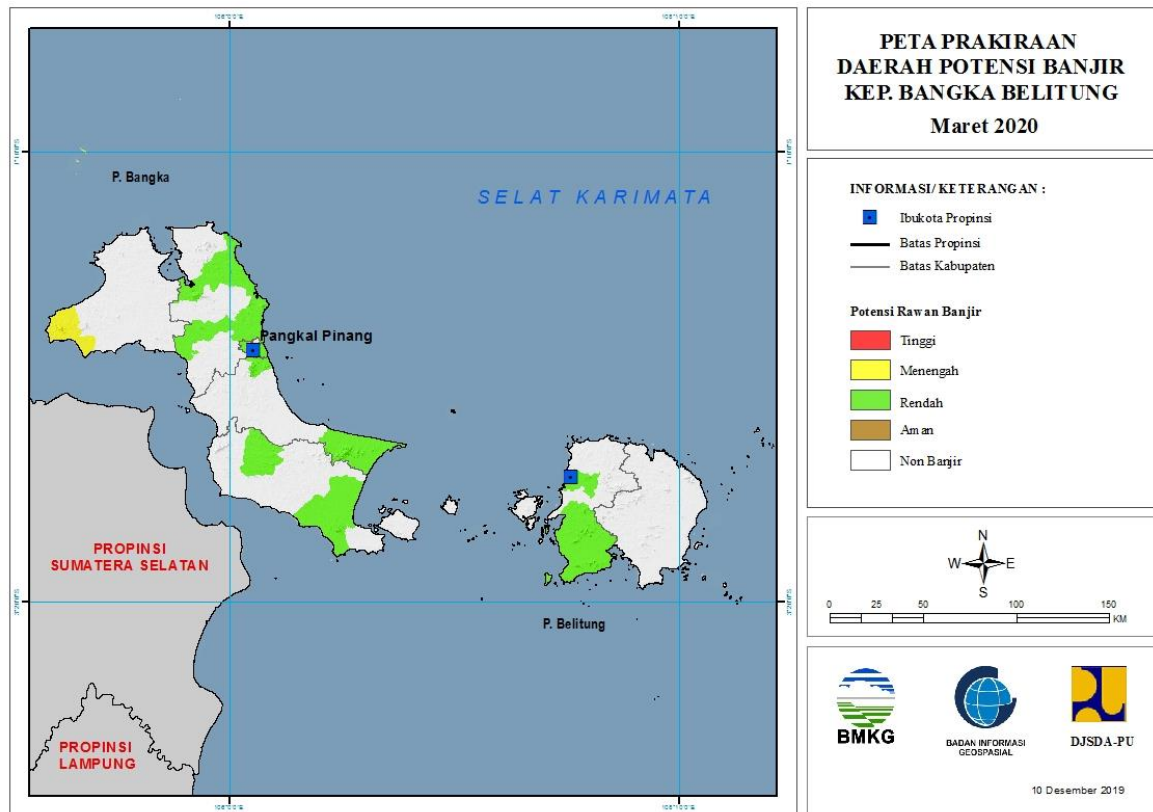 P. Bangka
SELAT KARIMATA
Pangkal Pinang
PROPINSI
SUMATERA SELATAN
P. Belitung
PROPINSI
LAMPUNG
PETA PRAKIRAAN
DAERAH POTENSI BANJIR
KEP. BANGKA BELITUNG
Maret 2020
INFORMASI/ KETERANGAN :
Ibukota Propinsi
Batas Propinsi
Batas Kabupaten
Potensi Rawan Banjir
Tinggi
Menengah
Rendah
Aman
Non Banjir
N
W E
S
0 25 50 100 150
KM
BMKG
BADAN INFORMASI
GEOSPASIAL
DJSDA-PU
10 Desember 2019